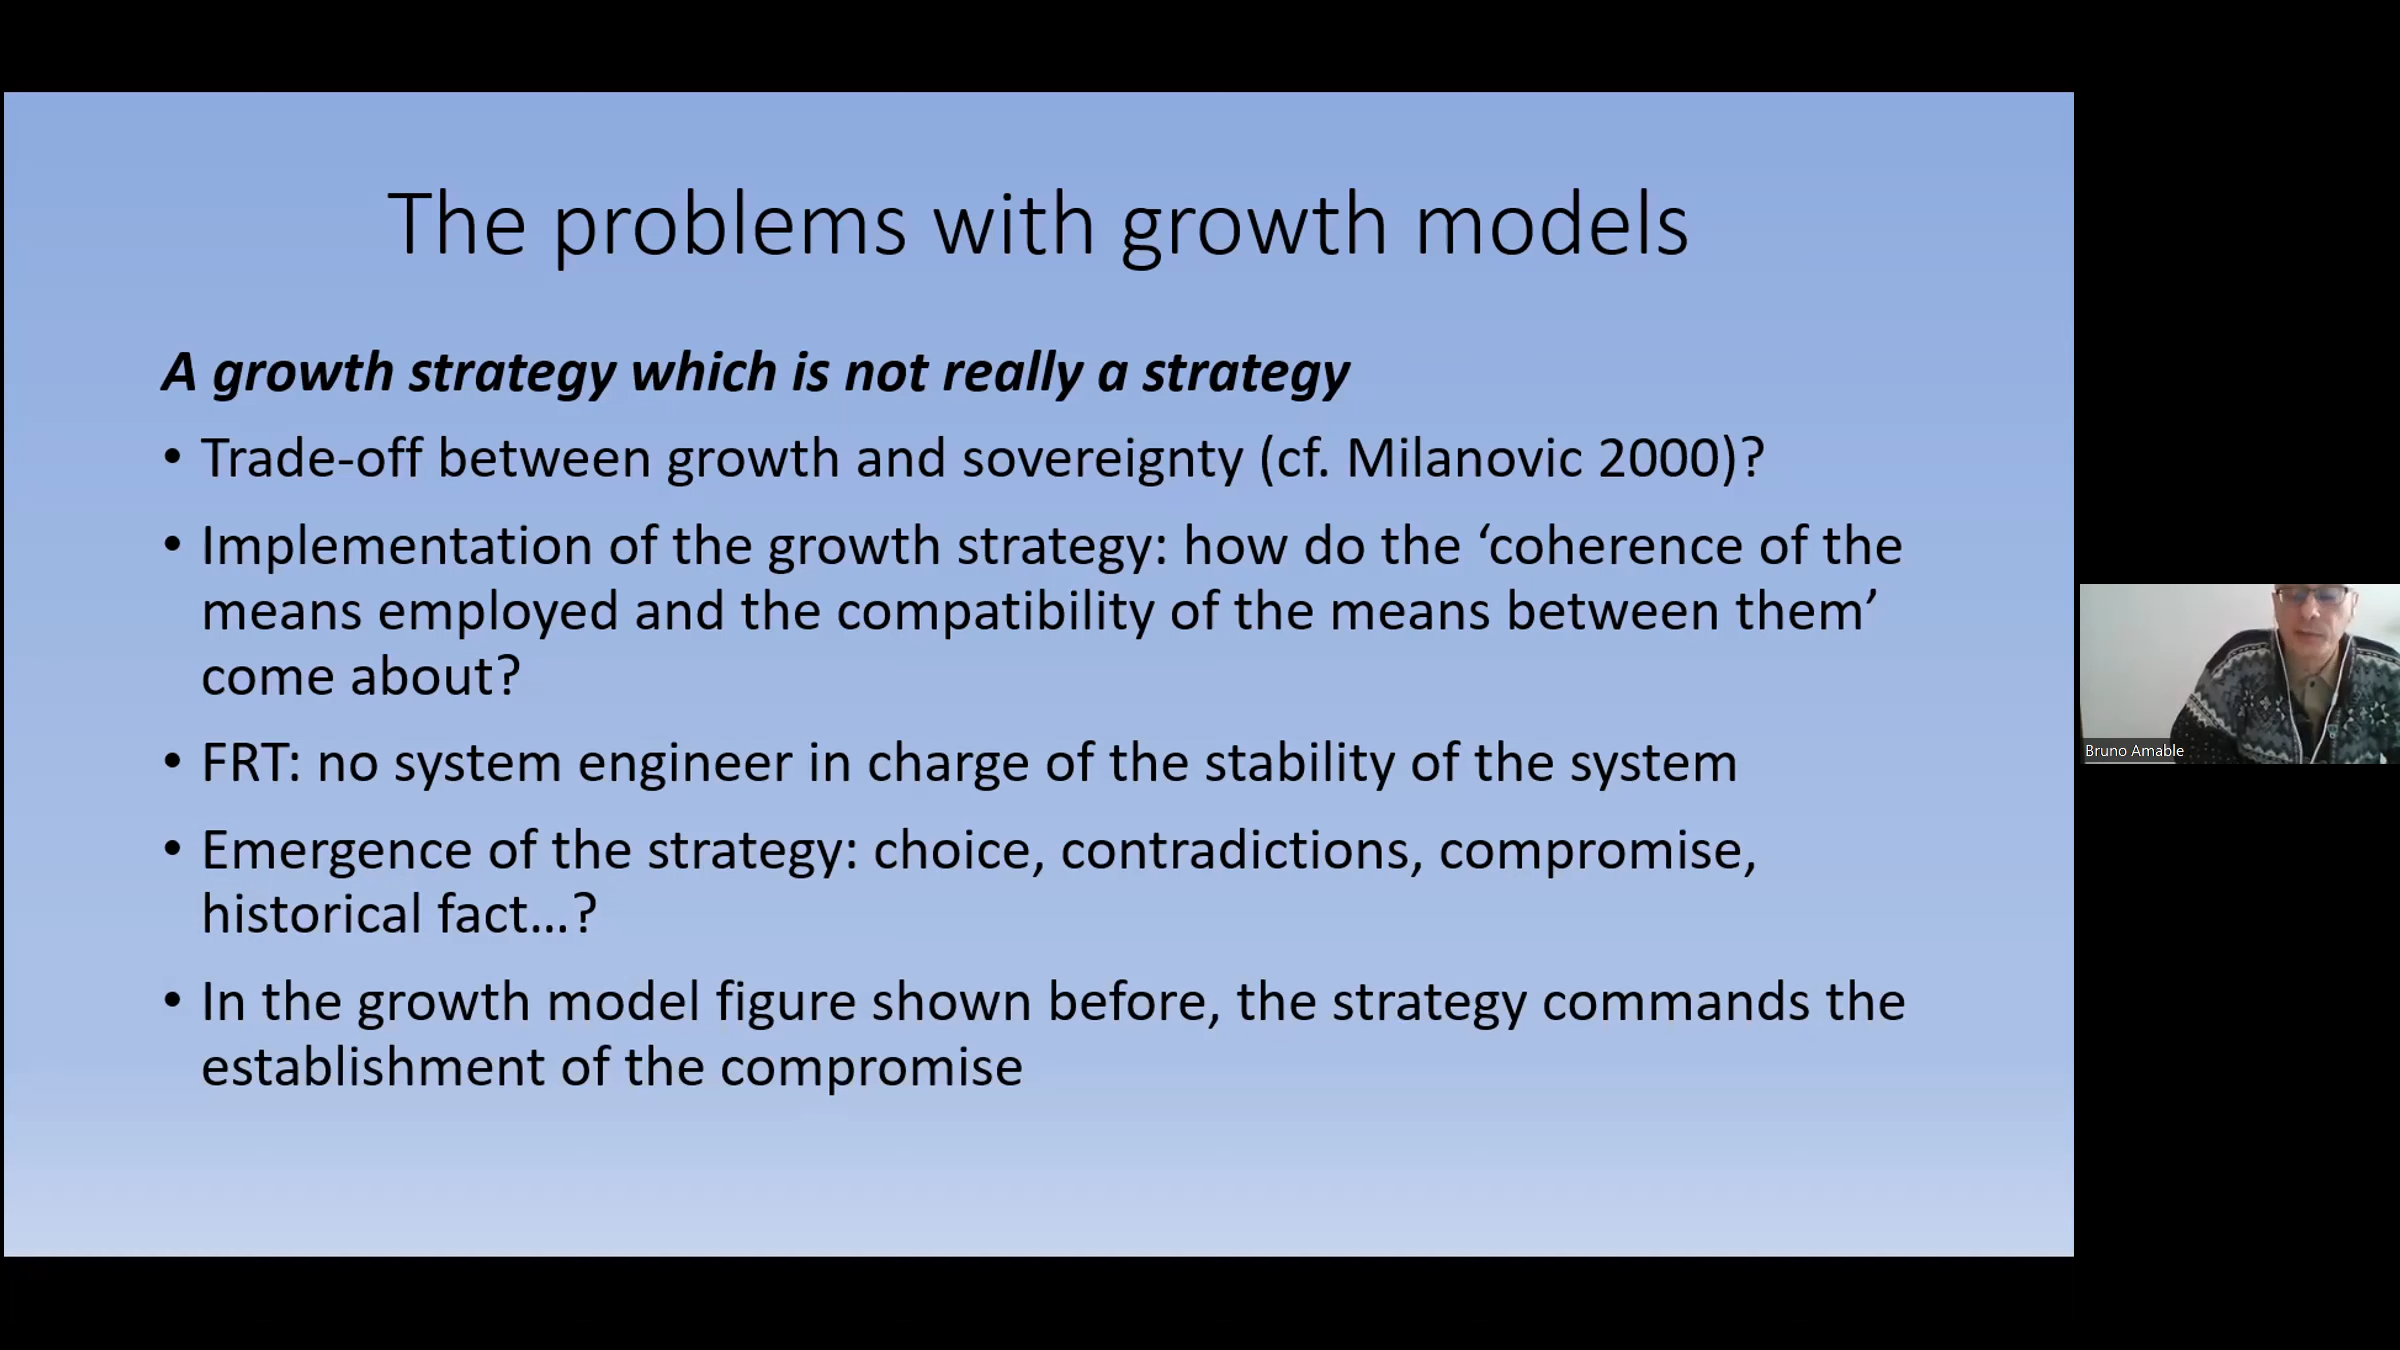 The problems with growth models
A growth strategy which is not really a strategy
• Trade-off between growth and sovereignty (cf. Milanovic 2000)?
• Implementation of the growth strategy: how do the ‘coherence of the
means employed and the compatibility of the means between them’
come about?
• FRT: no system engineer in charge of the stability of the system
• Emergence of the strategy: choice, contradictions, compromise,
historical fact...?
• In the growth model figure shown before, the strategy commands the
establishment of the compromise
Bruno Amable